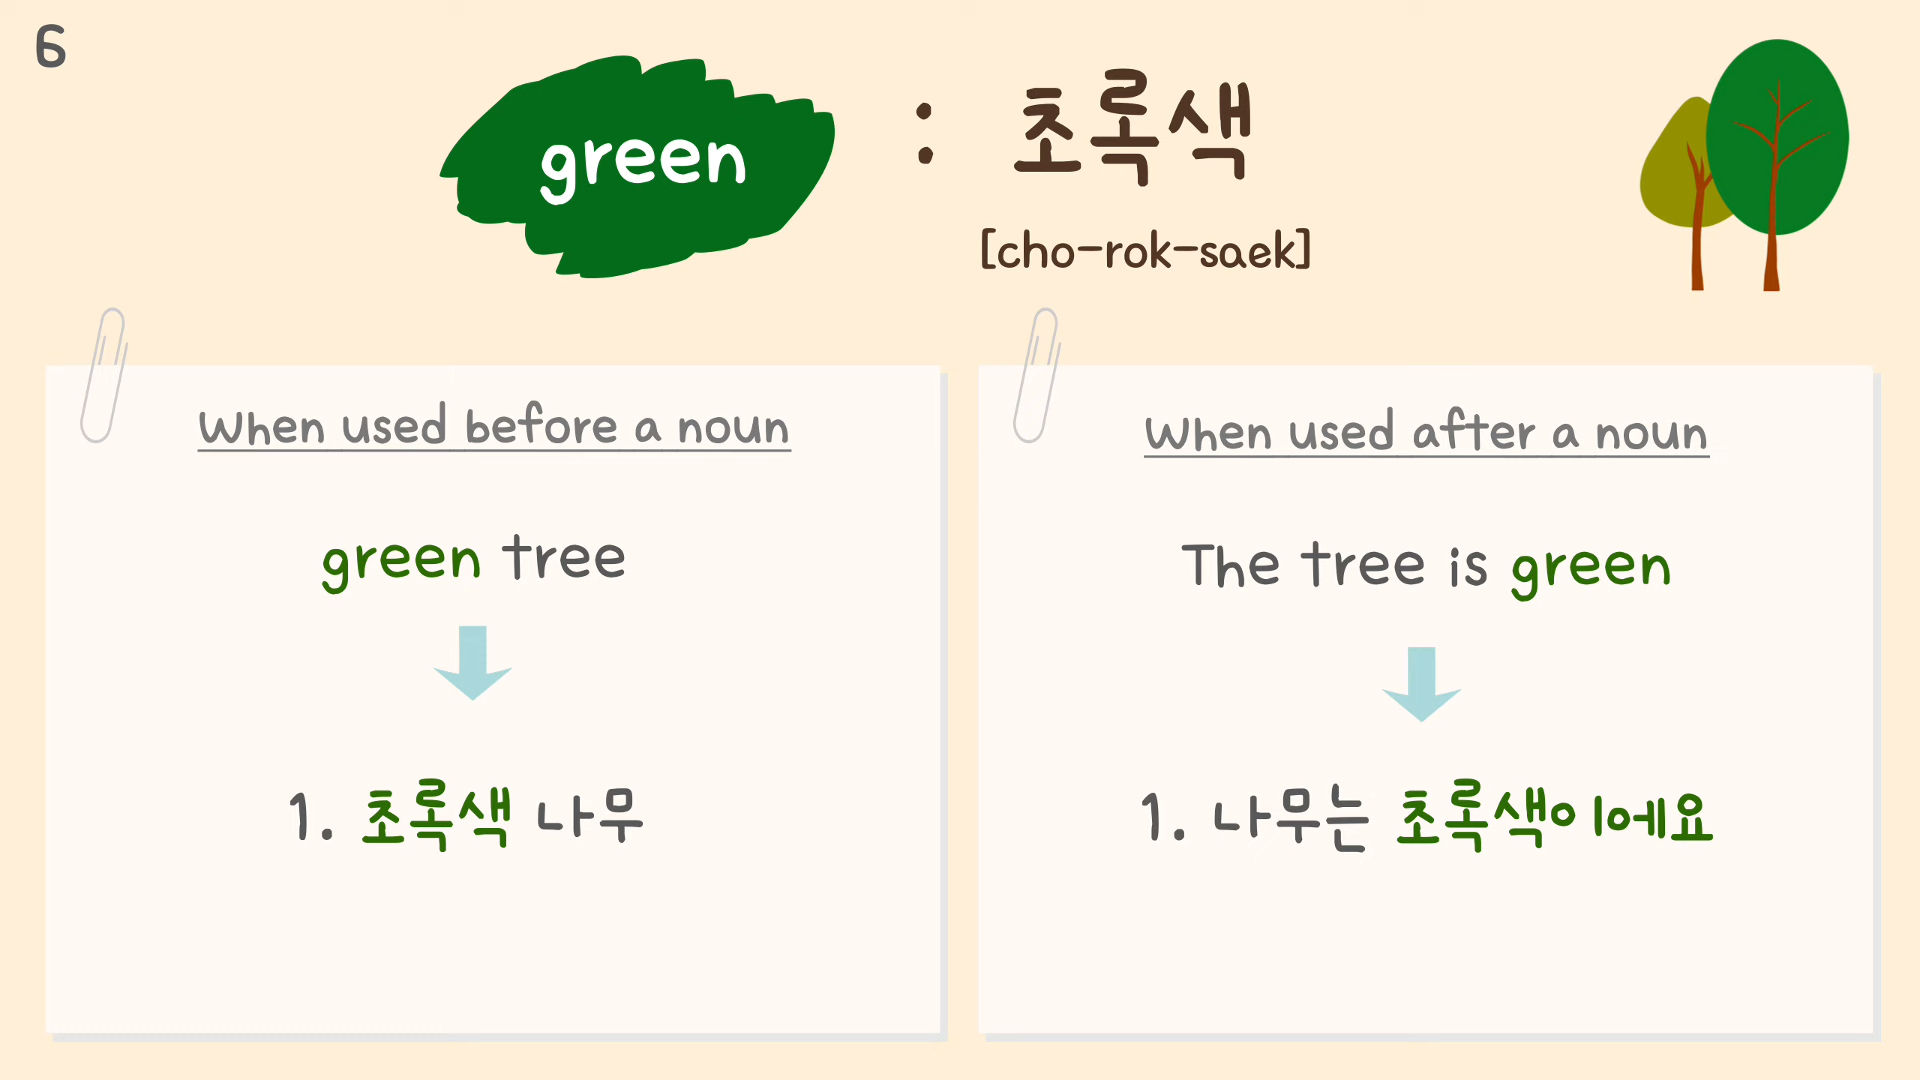 6
green : 초록색
[cho-rok-saek]
When used before a noun
green tree
1. 초록색 나무
When used after a noun
The tree is green
1. 나무는 초록색이에요